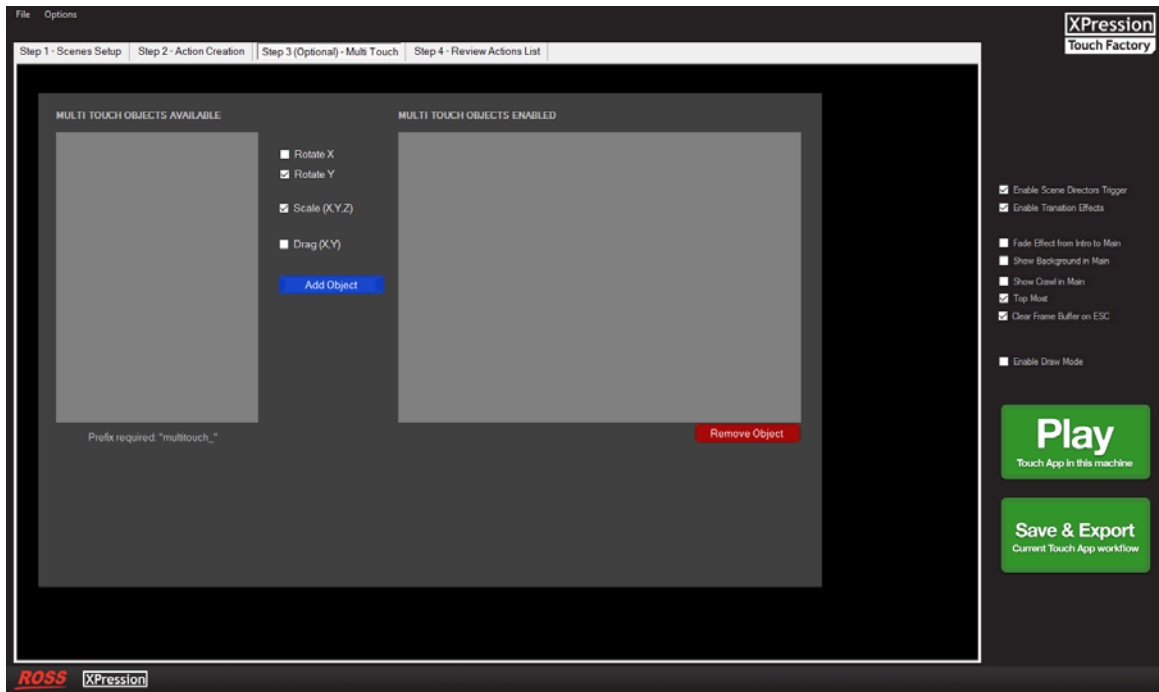 File Options
XPression
Touch Factory
Step 1 - Scenes Setup Step 2 - Action Creation Step 3 (Optional) - Multi Touch Step 4 - Review Actions List
MULTI TOUCH OBJECTS AVAILABLE MULTI TOUCH OBJECTS ENABLED
Rotate X
Rotate Y
Scale (X,Y,Z)
Drag (X,Y)
Add Object
Prefix required: "multitouch_"
Remove Object
Enable Scene Directors Trigger
Enable Transition Effects
Fade Effect from Intro to Main
Show Background in Main
Show Crawl in Main
Top Most
Clear Frame Buffer on ESC
Enable Draw Mode
Play
Touch App in this machine
Save & Export
Current Touch App workflow
ROSS XPression